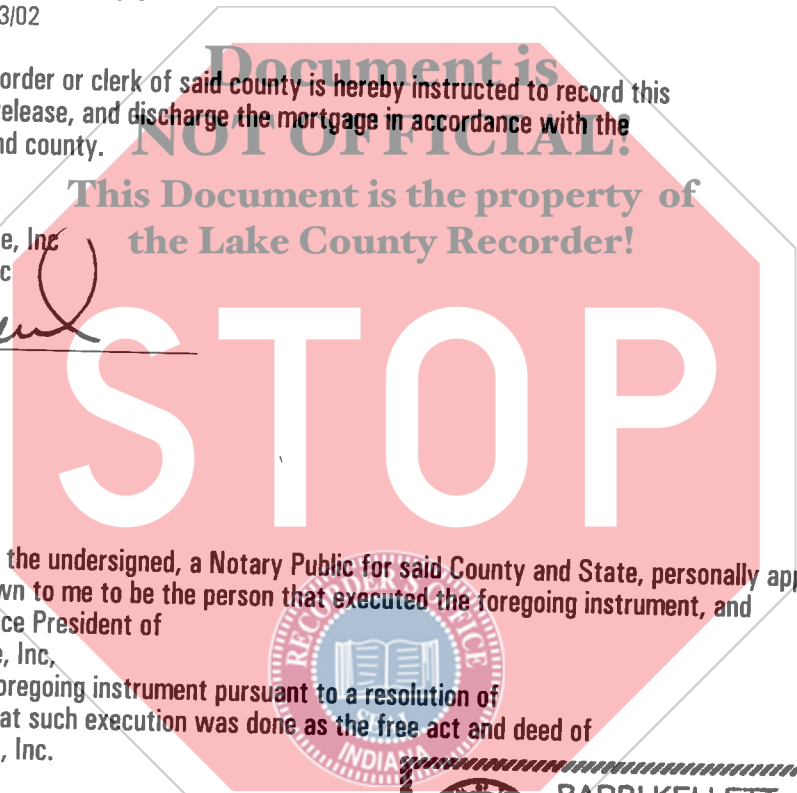 3/02
Document is
order or clerk of said county is hereby instructed to record this
elease, and discharge the mortgage in accordance with the
NOT OFFICIAL!
nd county.
This Document is the property of
e, Inc
the Lake County Recorder!
c
STOP
the undersigned, a Notary Public for said County and State, personally app
wn to me to be the person that executed the foregoing instrument, and
ce President of
e, Inc,
oregoing instrument pursuant to a resolution of
at such execution was done as the free act and deed of
, Inc.
RECORDER'S OFFICE
INDIANA
BARRI KELLETT